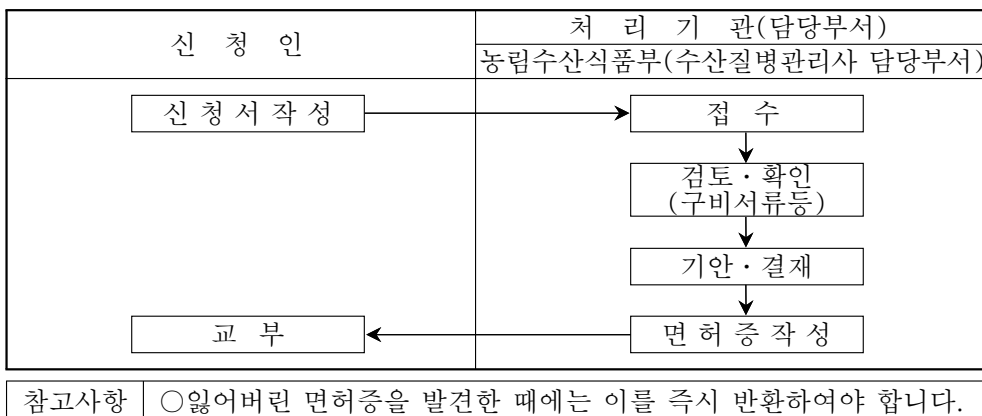 신 청 인
처 리 기 관(담당부서)
농림수산식품부(수산질병관리사 담당부서)
신 청 서 작 성
접 수
검토·확인
(구비서류등)
기안·결재
교 부
면 허 증 작 성
참고사항 ○잃어버린 면허증을 발견한 때에는 이를 즉시 반환하여야 합니다.